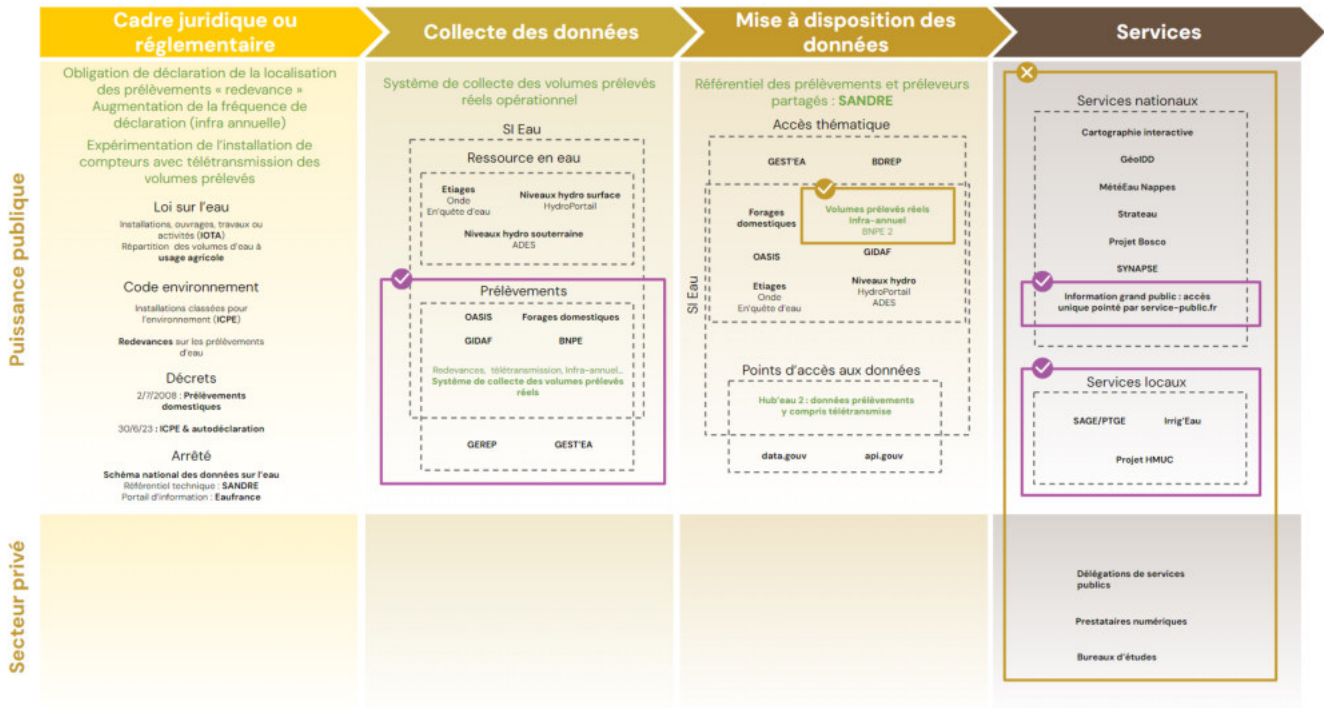 Cadre juridique ou
réglementaire
Collecte des données
Mise à disposition des
données
Services
Puissance publique
Obligation de déclaration de la localisation
des prélèvements « redevance »
Augmentation de la fréquence de
déclaration (infra annuelle)
Expérimentation de l'installation de
compteurs avec télétransmission des
volumes prélevés
Loi sur l'eau
Installations, ouvrages, travaux ou
activités (IOTA)
Répartition des volumes d'eau à
usage agricole
Code environnement
Installations classées pour
l'environnement (ICPE)
Redevances sur les prélèvements
d'eau
Décrets
2/7/2008 : Prélèvements
domestiques
30/6/23 : ICPE & autodéclaration
Arrêté
Schéma national des données sur l'eau
Référentiel technique : SANDRE
Portail d'information : Eaufrance
Système de collecte des volumes prélevés
réels opérationnel
SI Eau
Ressource en eau
Etiages
Onde
En'quête d'eau
Niveaux hydro surface
HydroPortail
Niveaux hydro souterraine
ADES
Prélèvements
OASIS
Forages domestiques
GIDAF
BNPE
Redevances, télétransmission, Infra-annuel...
Système de collecte des volumes prélevés
réels
GEREP
GEST'EA
Référentiel des prélèvements et préleveurs
partagés : SANDRE
Accès thématique
GEST'EA
BDREP
SI Eau
Forages
domestiques
Volumes prélevés réels
Infra-annuel
BNPE 2
OASIS
GIDAF
Etiages
Onde
En'quête d'eau
Niveaux hydro
HydroPortail
ADES
Points d'accès aux données
Hub'eau 2 : données prélèvements
y compris télétransmise
data.gouv
api.gouv
Services nationaux
Cartographie interactive
GéoIDD
MétéEau Nappes
Strateau
Projet Bosco
SYNAPSE
Information grand public : accès
unique pointé par service-public.fr
Services locaux
SAGE/PTGE
Irrig'Eau
Projet HMUC
Secteur privé
Délégations de services
publics
Prestataires numériques
Bureaux d'études